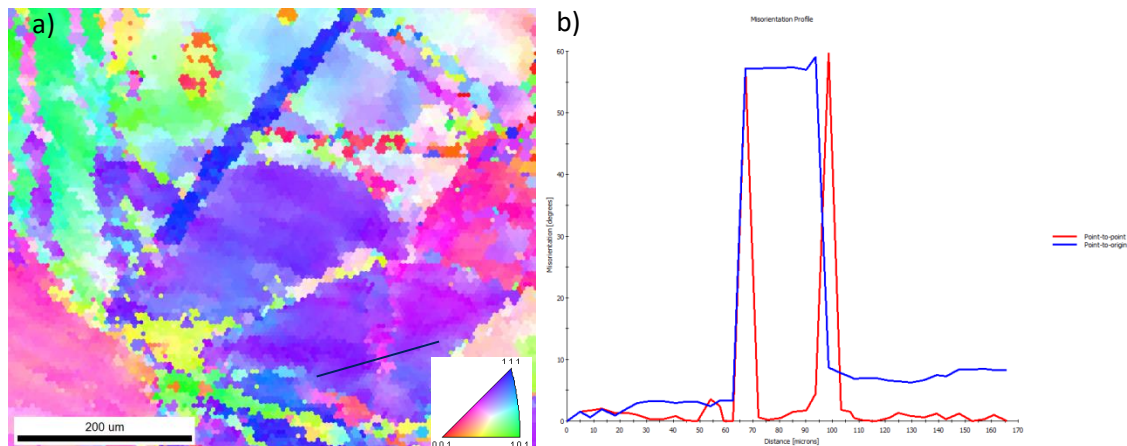 a)
200 um
1 1 1
0 0 1
1 0 1
b)
Misorientation Profile
Misorientation [degrees]
60
50
40
30
20
10
0
0 10 20 30 40 50 60 70 80 90 100 110 120 130 140 150 160 170
Distance [microns]
Point-to-point
Point-to-origin